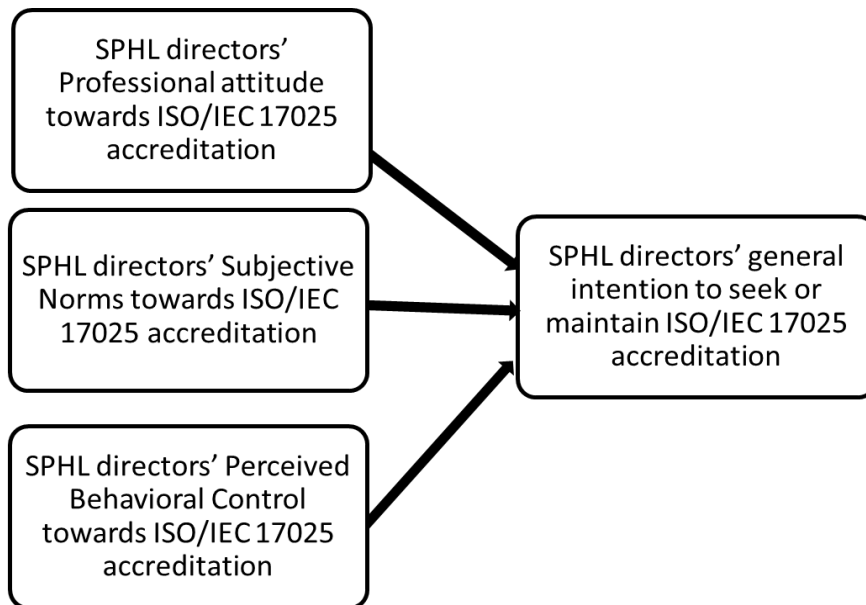 SPHL directors’
Professional attitude
towards ISO/IEC 17025
accreditation
SPHL directors’ Subjective
Norms towards ISO/IEC
17025 accreditation
SPHL directors’ Perceived
Behavioral Control
towards ISO/IEC 17025
accreditation
SPHL directors’ general
intention to seek or
maintain ISO/IEC 17025
accreditation